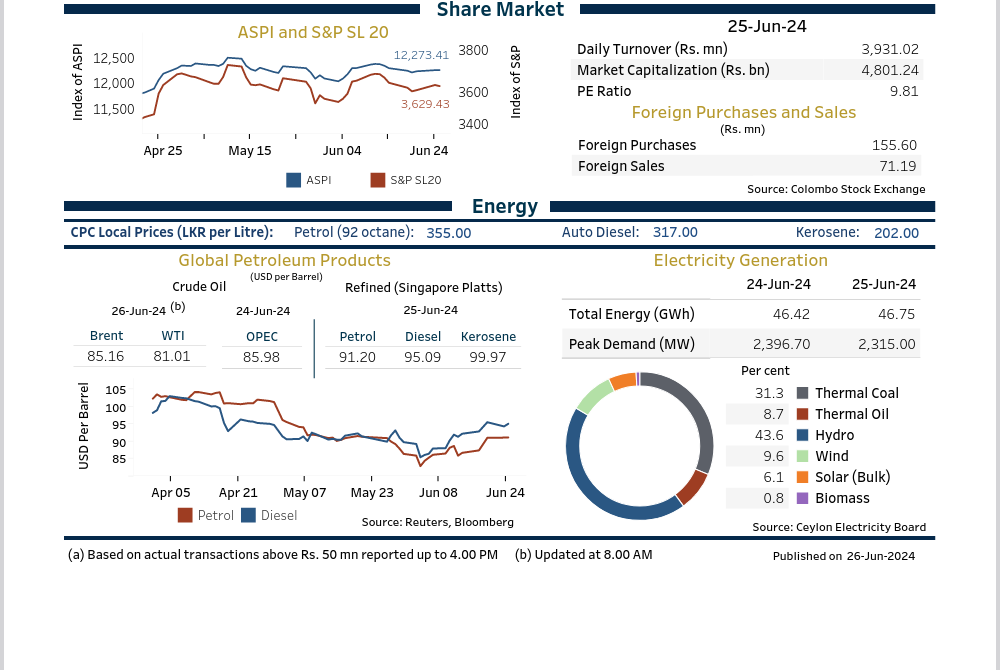 Share Market
ASPI and S&P SL 20
Index of ASPI
12,500
12,000
11,500
12,273.41
3,629.43
3800
3600
3400
Index of S&P
Apr 25 May 15 Jun 04 Jun 24
ASPI S&P SL20
25-Jun-24
Daily Turnover (Rs. mn) 3,931.02
Market Capitalization (Rs. bn) 4,801.24
PE Ratio 9.81
Foreign Purchases and Sales
(Rs. mn)
Foreign Purchases 155.60
Foreign Sales 71.19
Source: Colombo Stock Exchange
Energy
CPC Local Prices (LKR per Litre): Petrol (92 octane): 355.00 Auto Diesel: 317.00 Kerosene: 202.00
Global Petroleum Products
(USD per Barrel)
Crude Oil Refined (Singapore Platts)
26-Jun-24 (b) 24-Jun-24 25-Jun-24
Brent WTI OPEC Petrol Diesel Kerosene
85.16 81.01 85.98 91.20 95.09 99.97
USD Per Barrel
105
100
95
90
85
Apr 05 Apr 21 May 07 May 23 Jun 08 Jun 24
Petrol Diesel
Source: Reuters, Bloomberg
Electricity Generation
24-Jun-24 25-Jun-24
Total Energy (GWh) 46.42 46.75
Peak Demand (MW) 2,396.70 2,315.00
Per cent
31.3 Thermal Coal
8.7 Thermal Oil
43.6 Hydro
9.6 Wind
6.1 Solar (Bulk)
0.8 Biomass
Source: Ceylon Electricity Board
(a) Based on actual transactions above Rs. 50 mn reported up to 4.00 PM (b) Updated at 8.00 AM Published on 26-Jun-2024